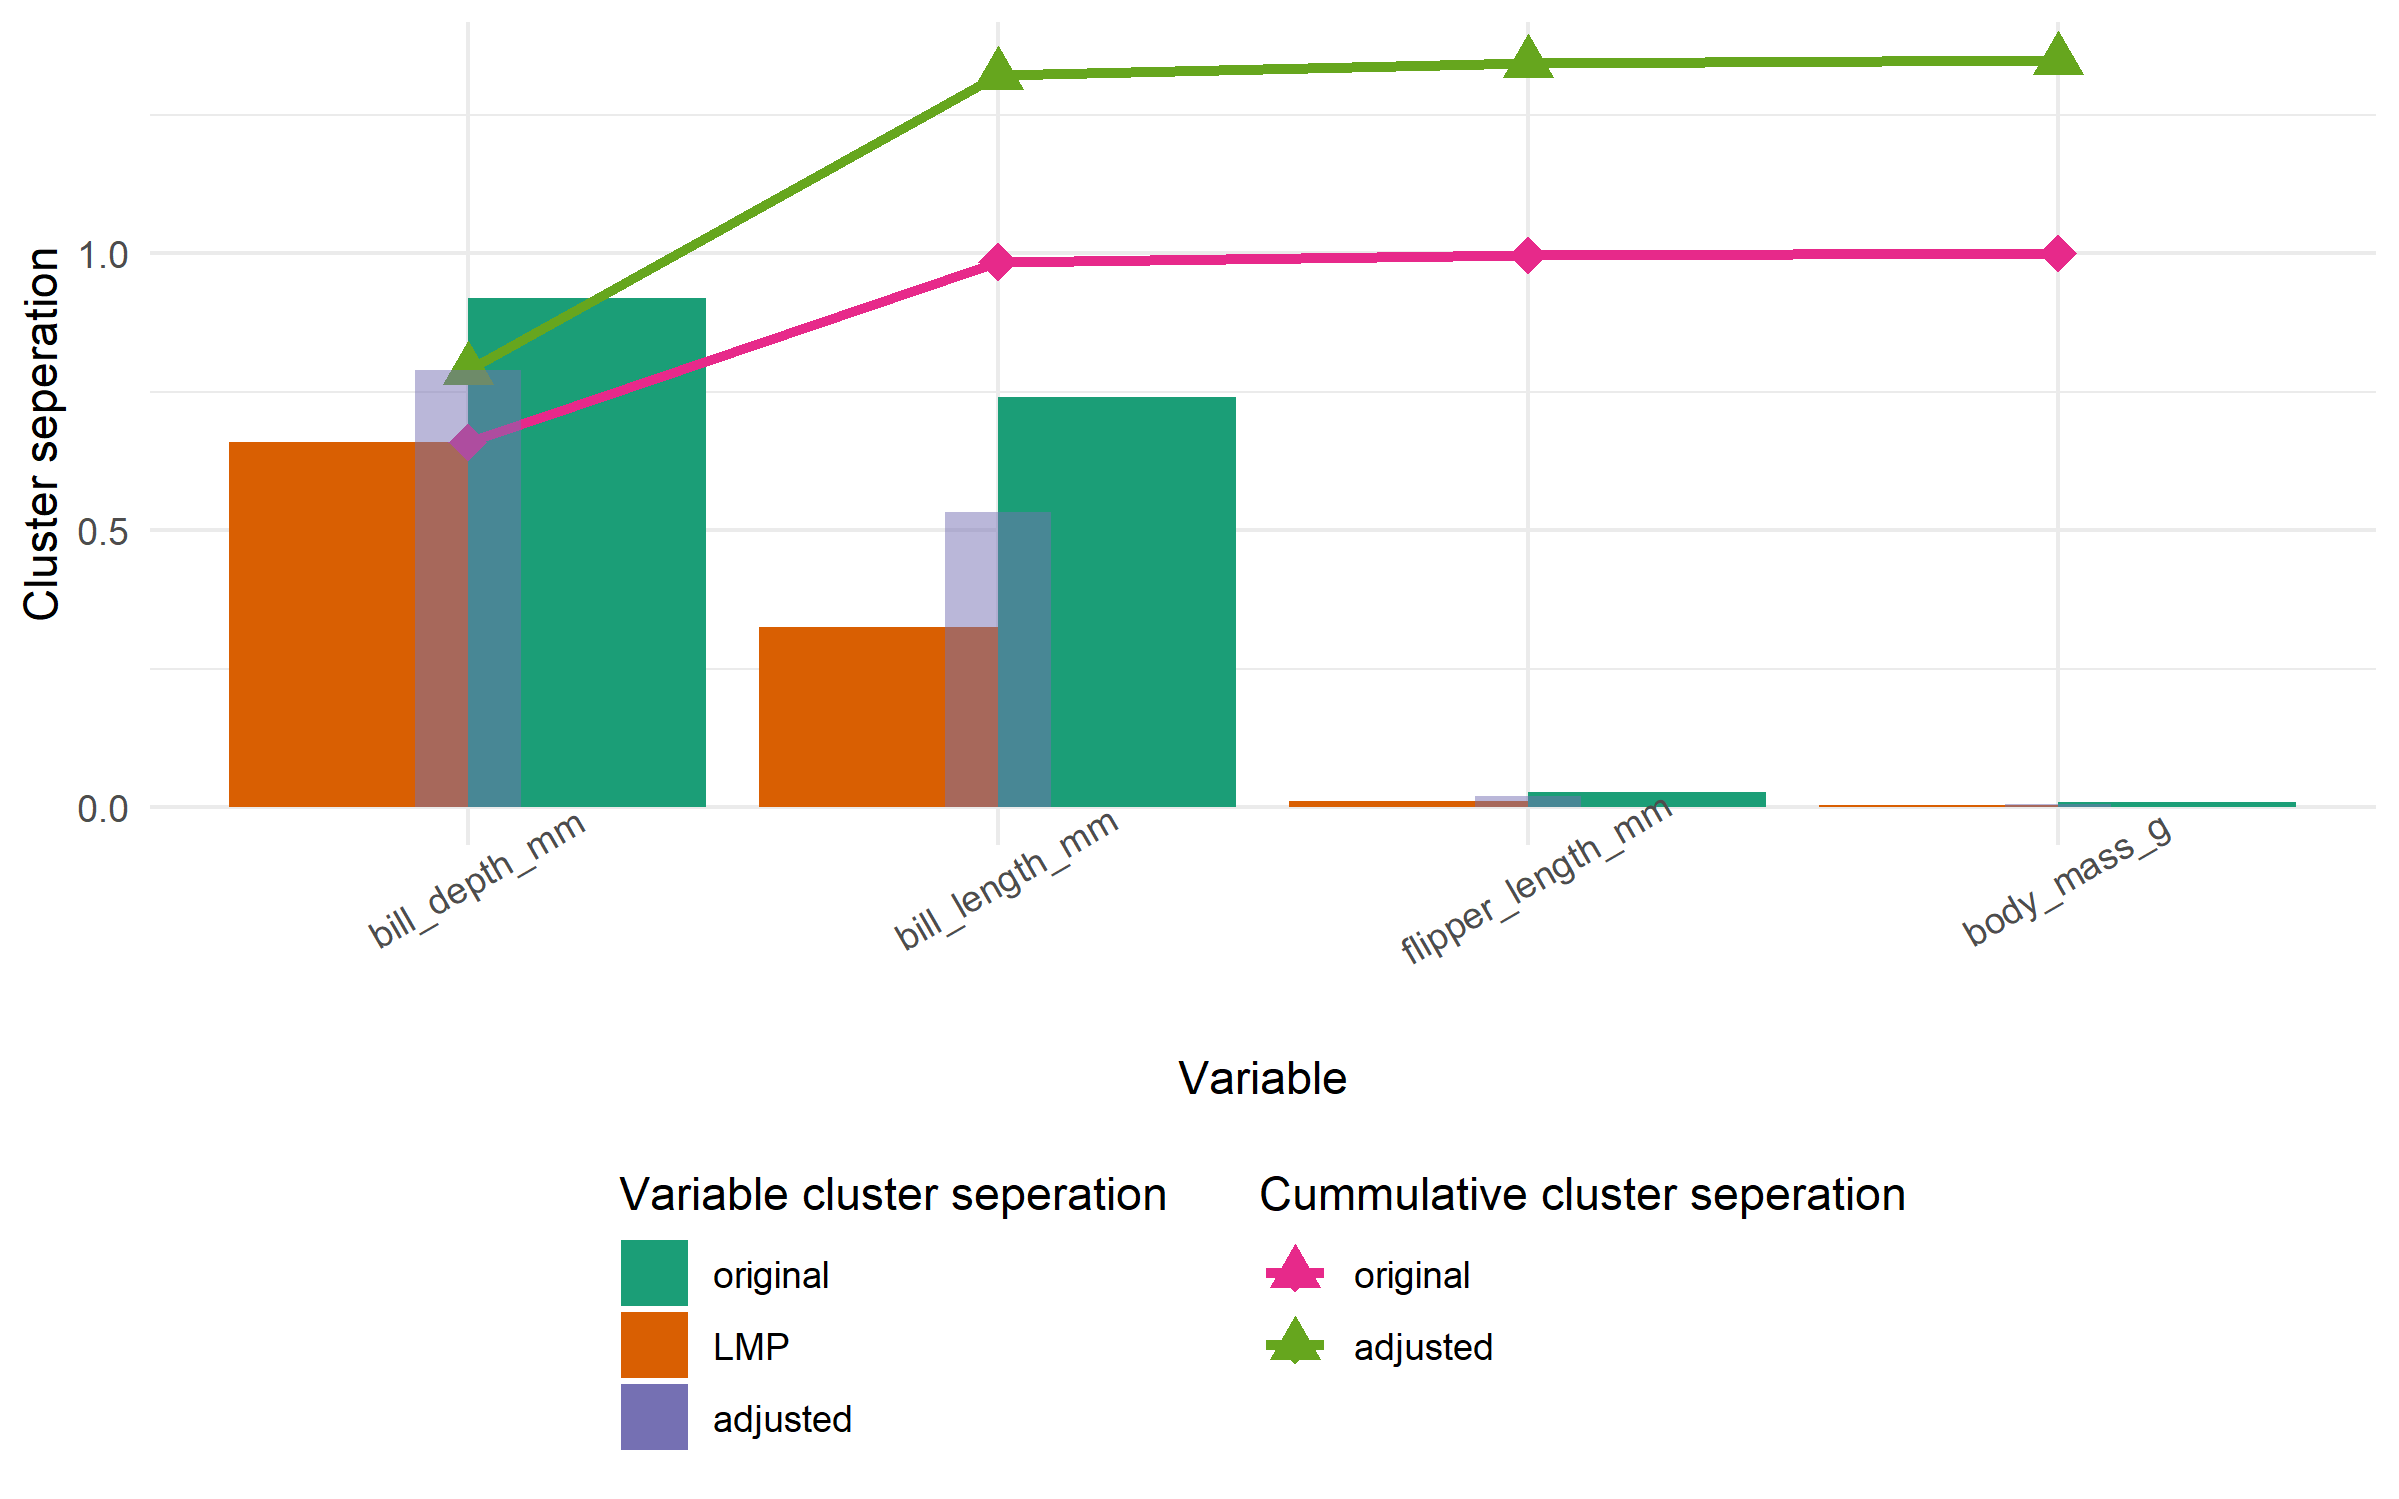 Cluster seperation
1.0
0.5
0.0
bill_depth_mm
bill_length_mm
flipper_length_mm
body_mass_g
Variable
Variable cluster seperation
original
LMP
adjusted
Cummulative cluster seperation
original
adjusted